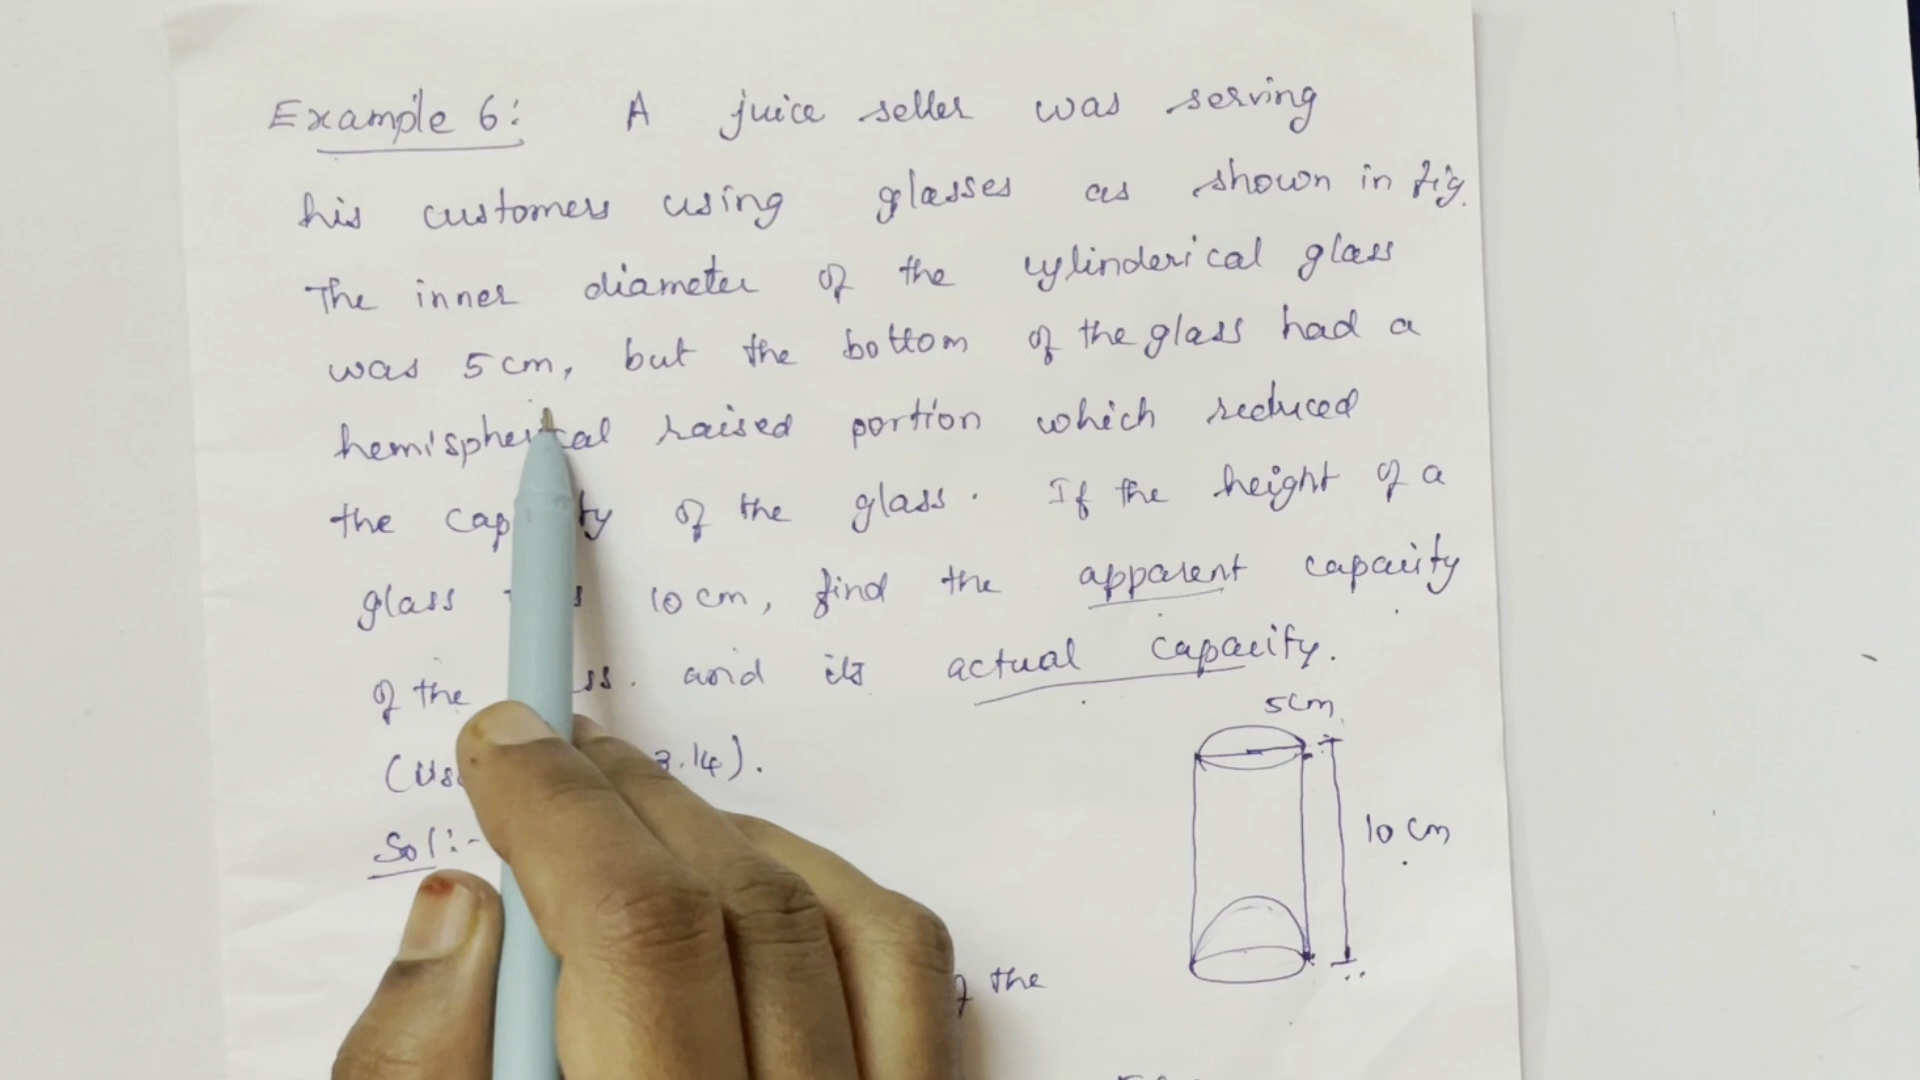 Example 6: A juice seller was serving
his customers using glasses as shown in fig.
The inner diameter of the cylinderical glass
was 5 cm, but the bottom of the glass had a
hemispherical raised portion which reduced
the of the glass. If the height of a
glass 10 cm, find the apparent capacity
of the and its actual capacity.
3.14).
Sol:-
5cm
10 cm
the